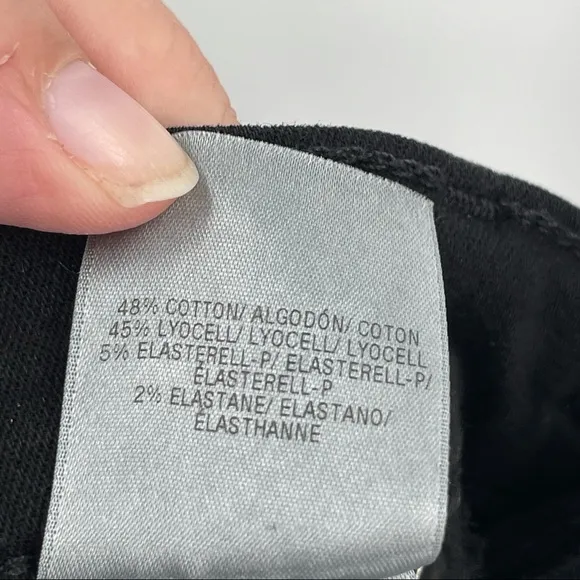 48% COTTON/ ALGODÓN/ COTON
45% LYOCELL/ LYOCELL/ LYOCELL
5% ELASTERELL-P/ ELASTERELL-P/
ÉLASTERELL-P
2% ELASTANE/ ELASTANO/
ÉLASTHANNE